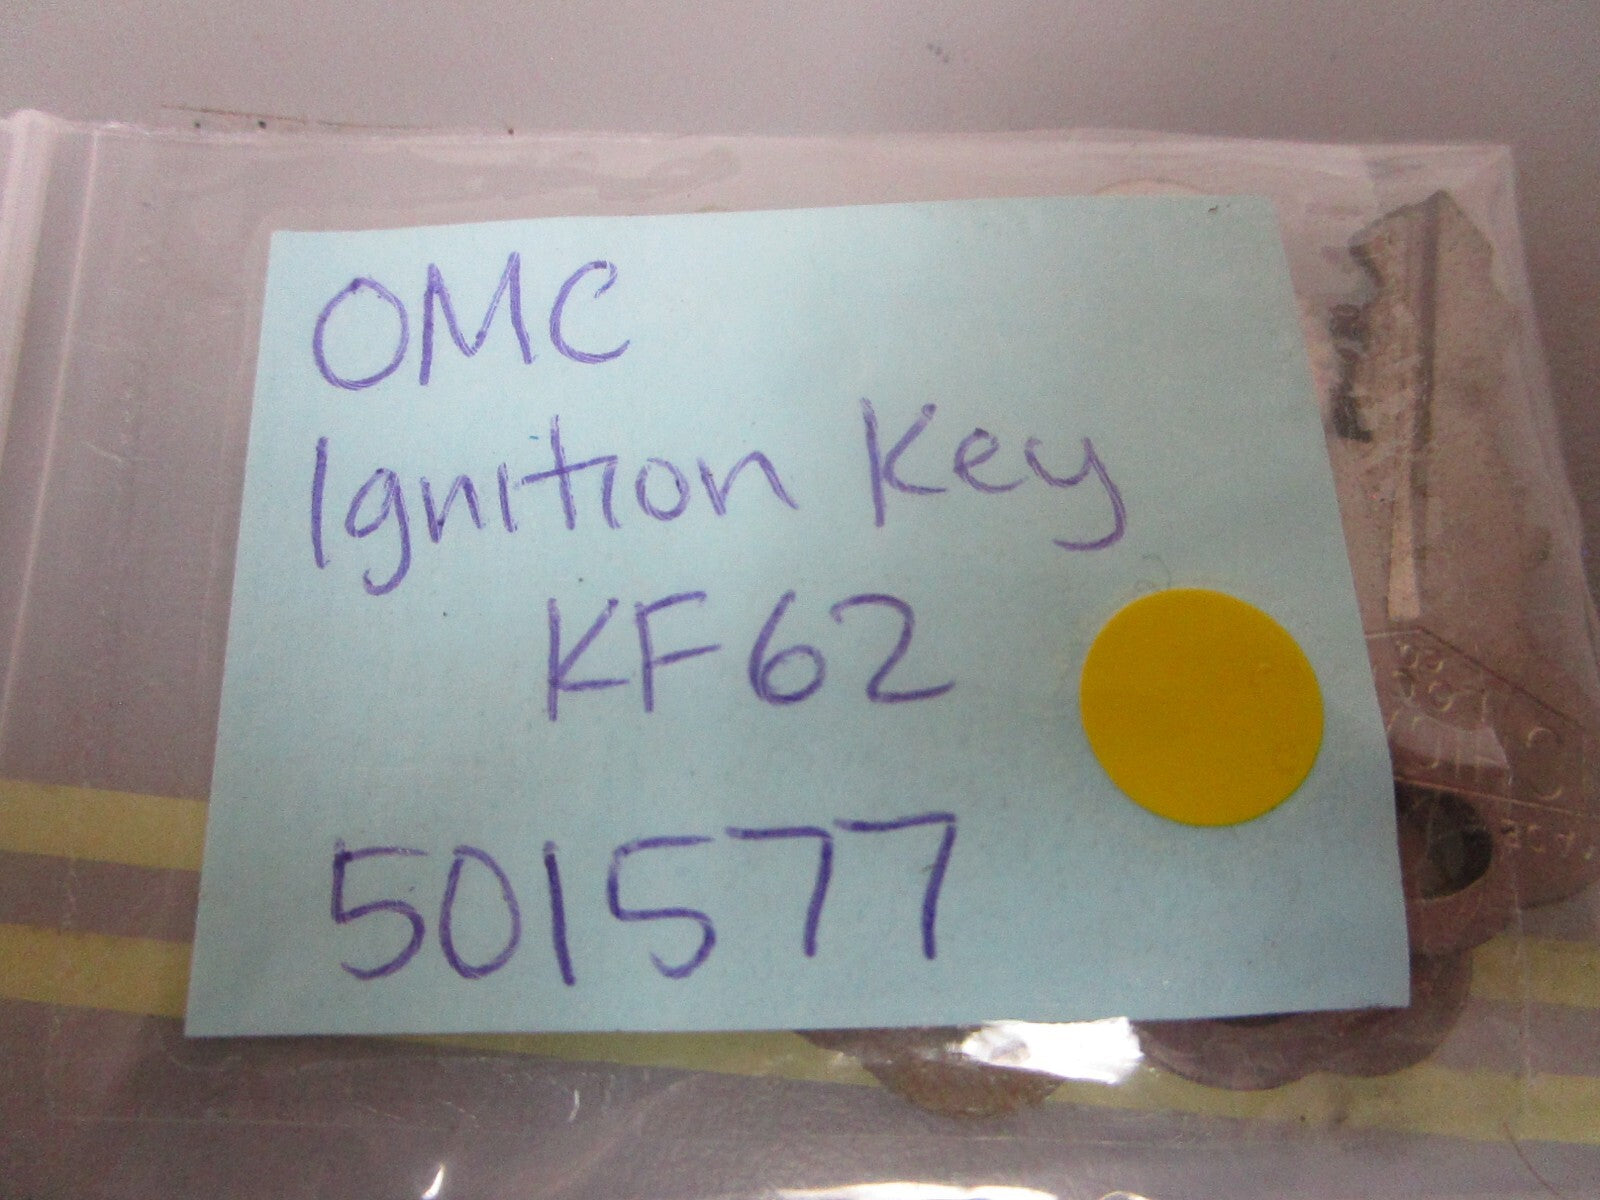 OMC
Ignition Key
KF62
501577